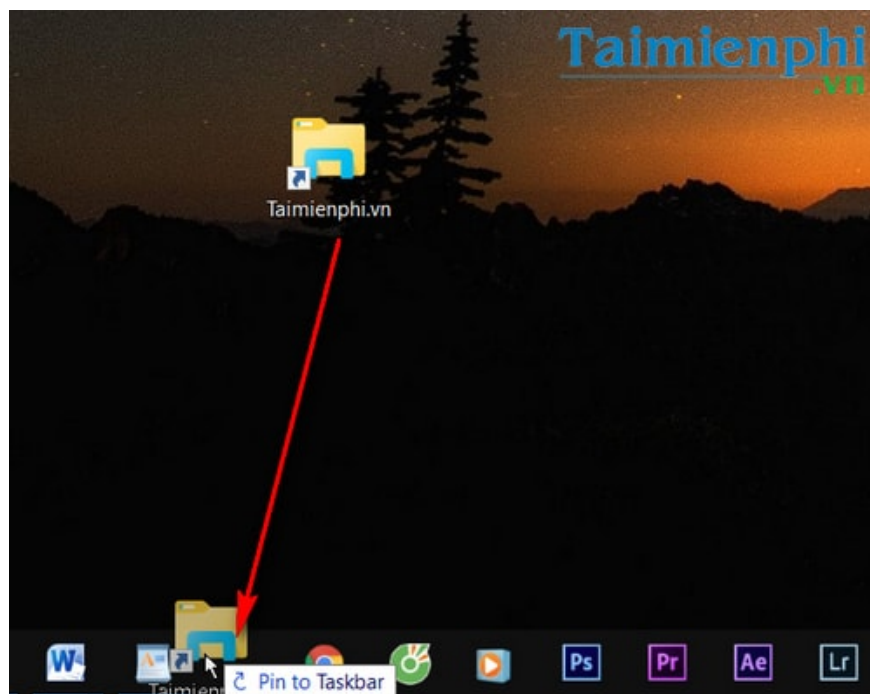 Taimienphi
.vn
Taimienphi.vn
W
Pin to Taskbar
Ps
Pr
Ae
Lr